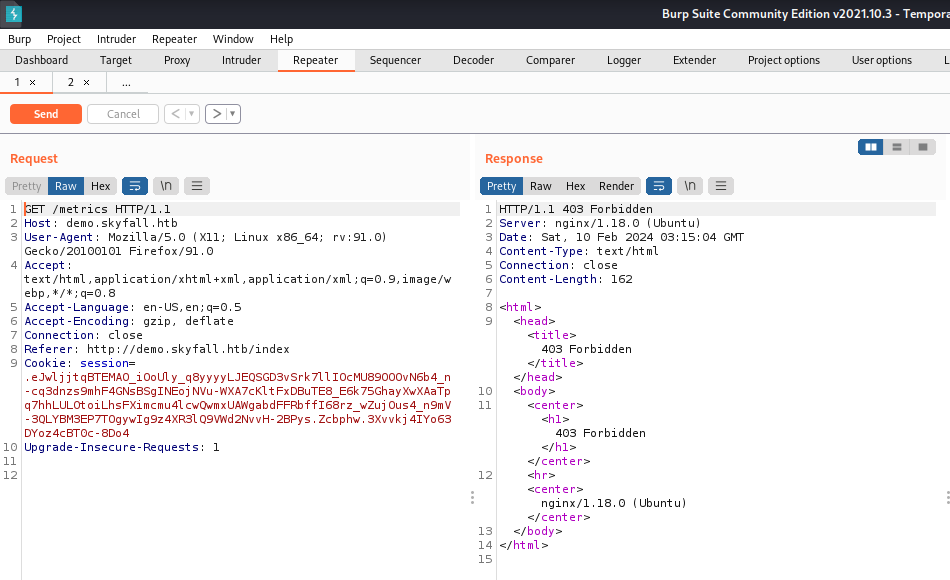 Burp Suite Community Edition v2021.10.3 - Tempora
Burp Project Intruder Repeater Window Help
Dashboard Target Proxy Intruder Repeater Sequencer Decoder Comparer Logger Extender Project options User options L
1 × 2 × ...
Send Cancel < ▾ > ▾
Request
Pretty Raw Hex \n
1 GET /metrics HTTP/1.1
2 Host: demo.skyfall.htb
3 User-Agent: Mozilla/5.0 (X11; Linux x86_64; rv:91.0)
Gecko/20100101 Firefox/91.0
4 Accept:
text/html,application/xhtml+xml,application/xml;q=0.9,image/w
ebp,*/*;q=0.8
5 Accept-Language: en-US,en;q=0.5
6 Accept-Encoding: gzip, deflate
7 Connection: close
8 Referer: http://demo.skyfall.htb/index
9 Cookie: session=
10 Upgrade-Insecure-Requests: 1
11
12
Response
Pretty Raw Hex Render \n
1 HTTP/1.1 403 Forbidden
2 Server: nginx/1.18.0 (Ubuntu)
3 Date: Sat, 10 Feb 2024 03:15:04 GMT
4 Content-Type: text/html
5 Connection: close
6 Content-Length: 162
7
8 <html>
9 <head>
<title>
403 Forbidden
</title>
</head>
10 <body>
11 <center>
<h1>
403 Forbidden
</h1>
</center>
12 <hr>
<center>
nginx/1.18.0 (Ubuntu)
</center>
13 </body>
14 </html>
15